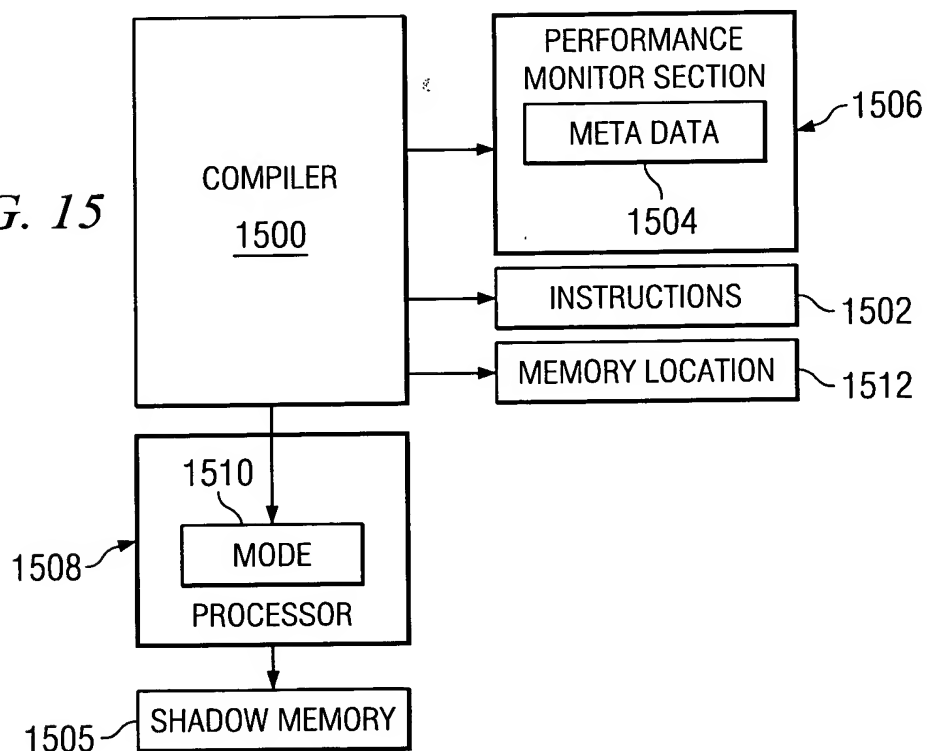 G. 15
COMPILER
1500
PERFORMANCE
MONITOR SECTION
META DATA
1504
1506
INSTRUCTIONS
1502
MEMORY LOCATION
1512
1510
MODE
PROCESSOR
1508
SHADOW MEMORY
1505